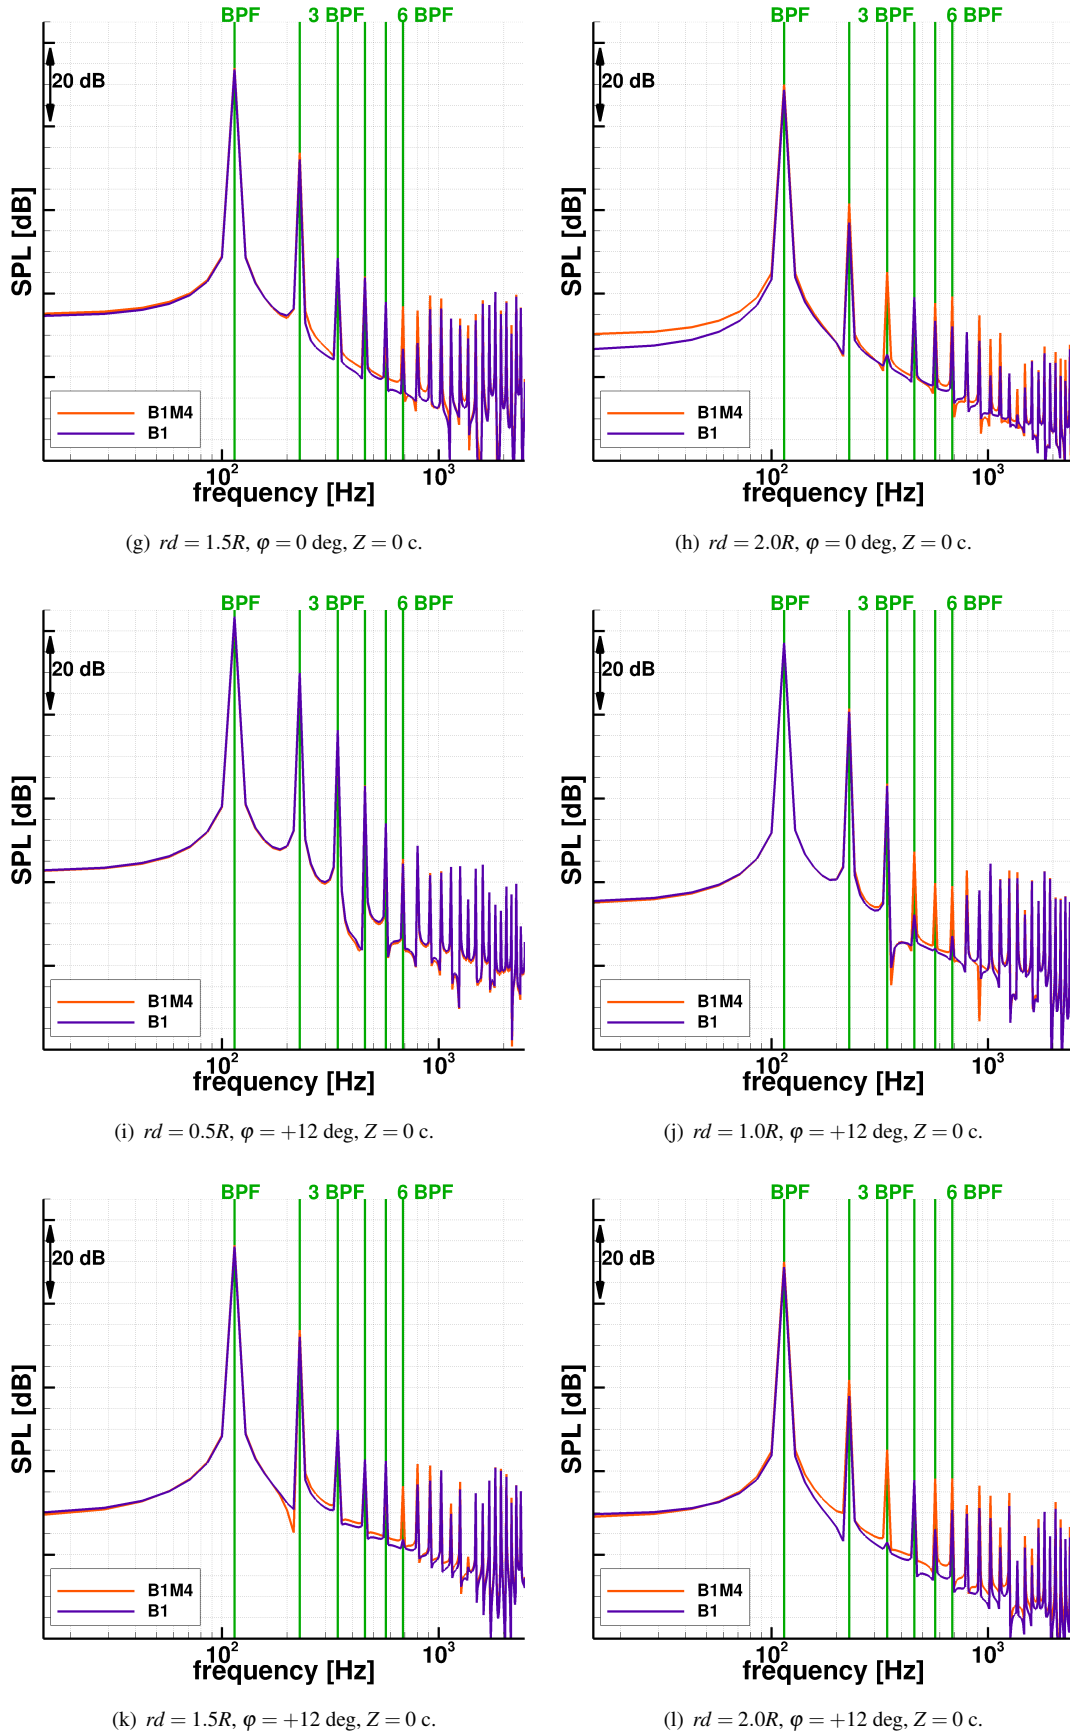 BPF 3 BPF 6 BPF
20 dB
SPL [dB]
B1M4
B1
10² 10³
frequency [Hz]
(g) rd = 1.5R, φ = 0 deg, Z = 0 c.
BPF 3 BPF 6 BPF
20 dB
SPL [dB]
B1M4
B1
10² 10³
frequency [Hz]
(h) rd = 2.0R, φ = 0 deg, Z = 0 c.
BPF 3 BPF 6 BPF
20 dB
SPL [dB]
B1M4
B1
10² 10³
frequency [Hz]
(i) rd = 0.5R, φ = +12 deg, Z = 0 c.
BPF 3 BPF 6 BPF
20 dB
SPL [dB]
B1M4
B1
10² 10³
frequency [Hz]
(j) rd = 1.0R, φ = +12 deg, Z = 0 c.
BPF 3 BPF 6 BPF
20 dB
SPL [dB]
B1M4
B1
10² 10³
frequency [Hz]
(k) rd = 1.5R, φ = +12 deg, Z = 0 c.
BPF 3 BPF 6 BPF
20 dB
SPL [dB]
B1M4
B1
10² 10³
frequency [Hz]
(l) rd = 2.0R, φ = +12 deg, Z = 0 c.